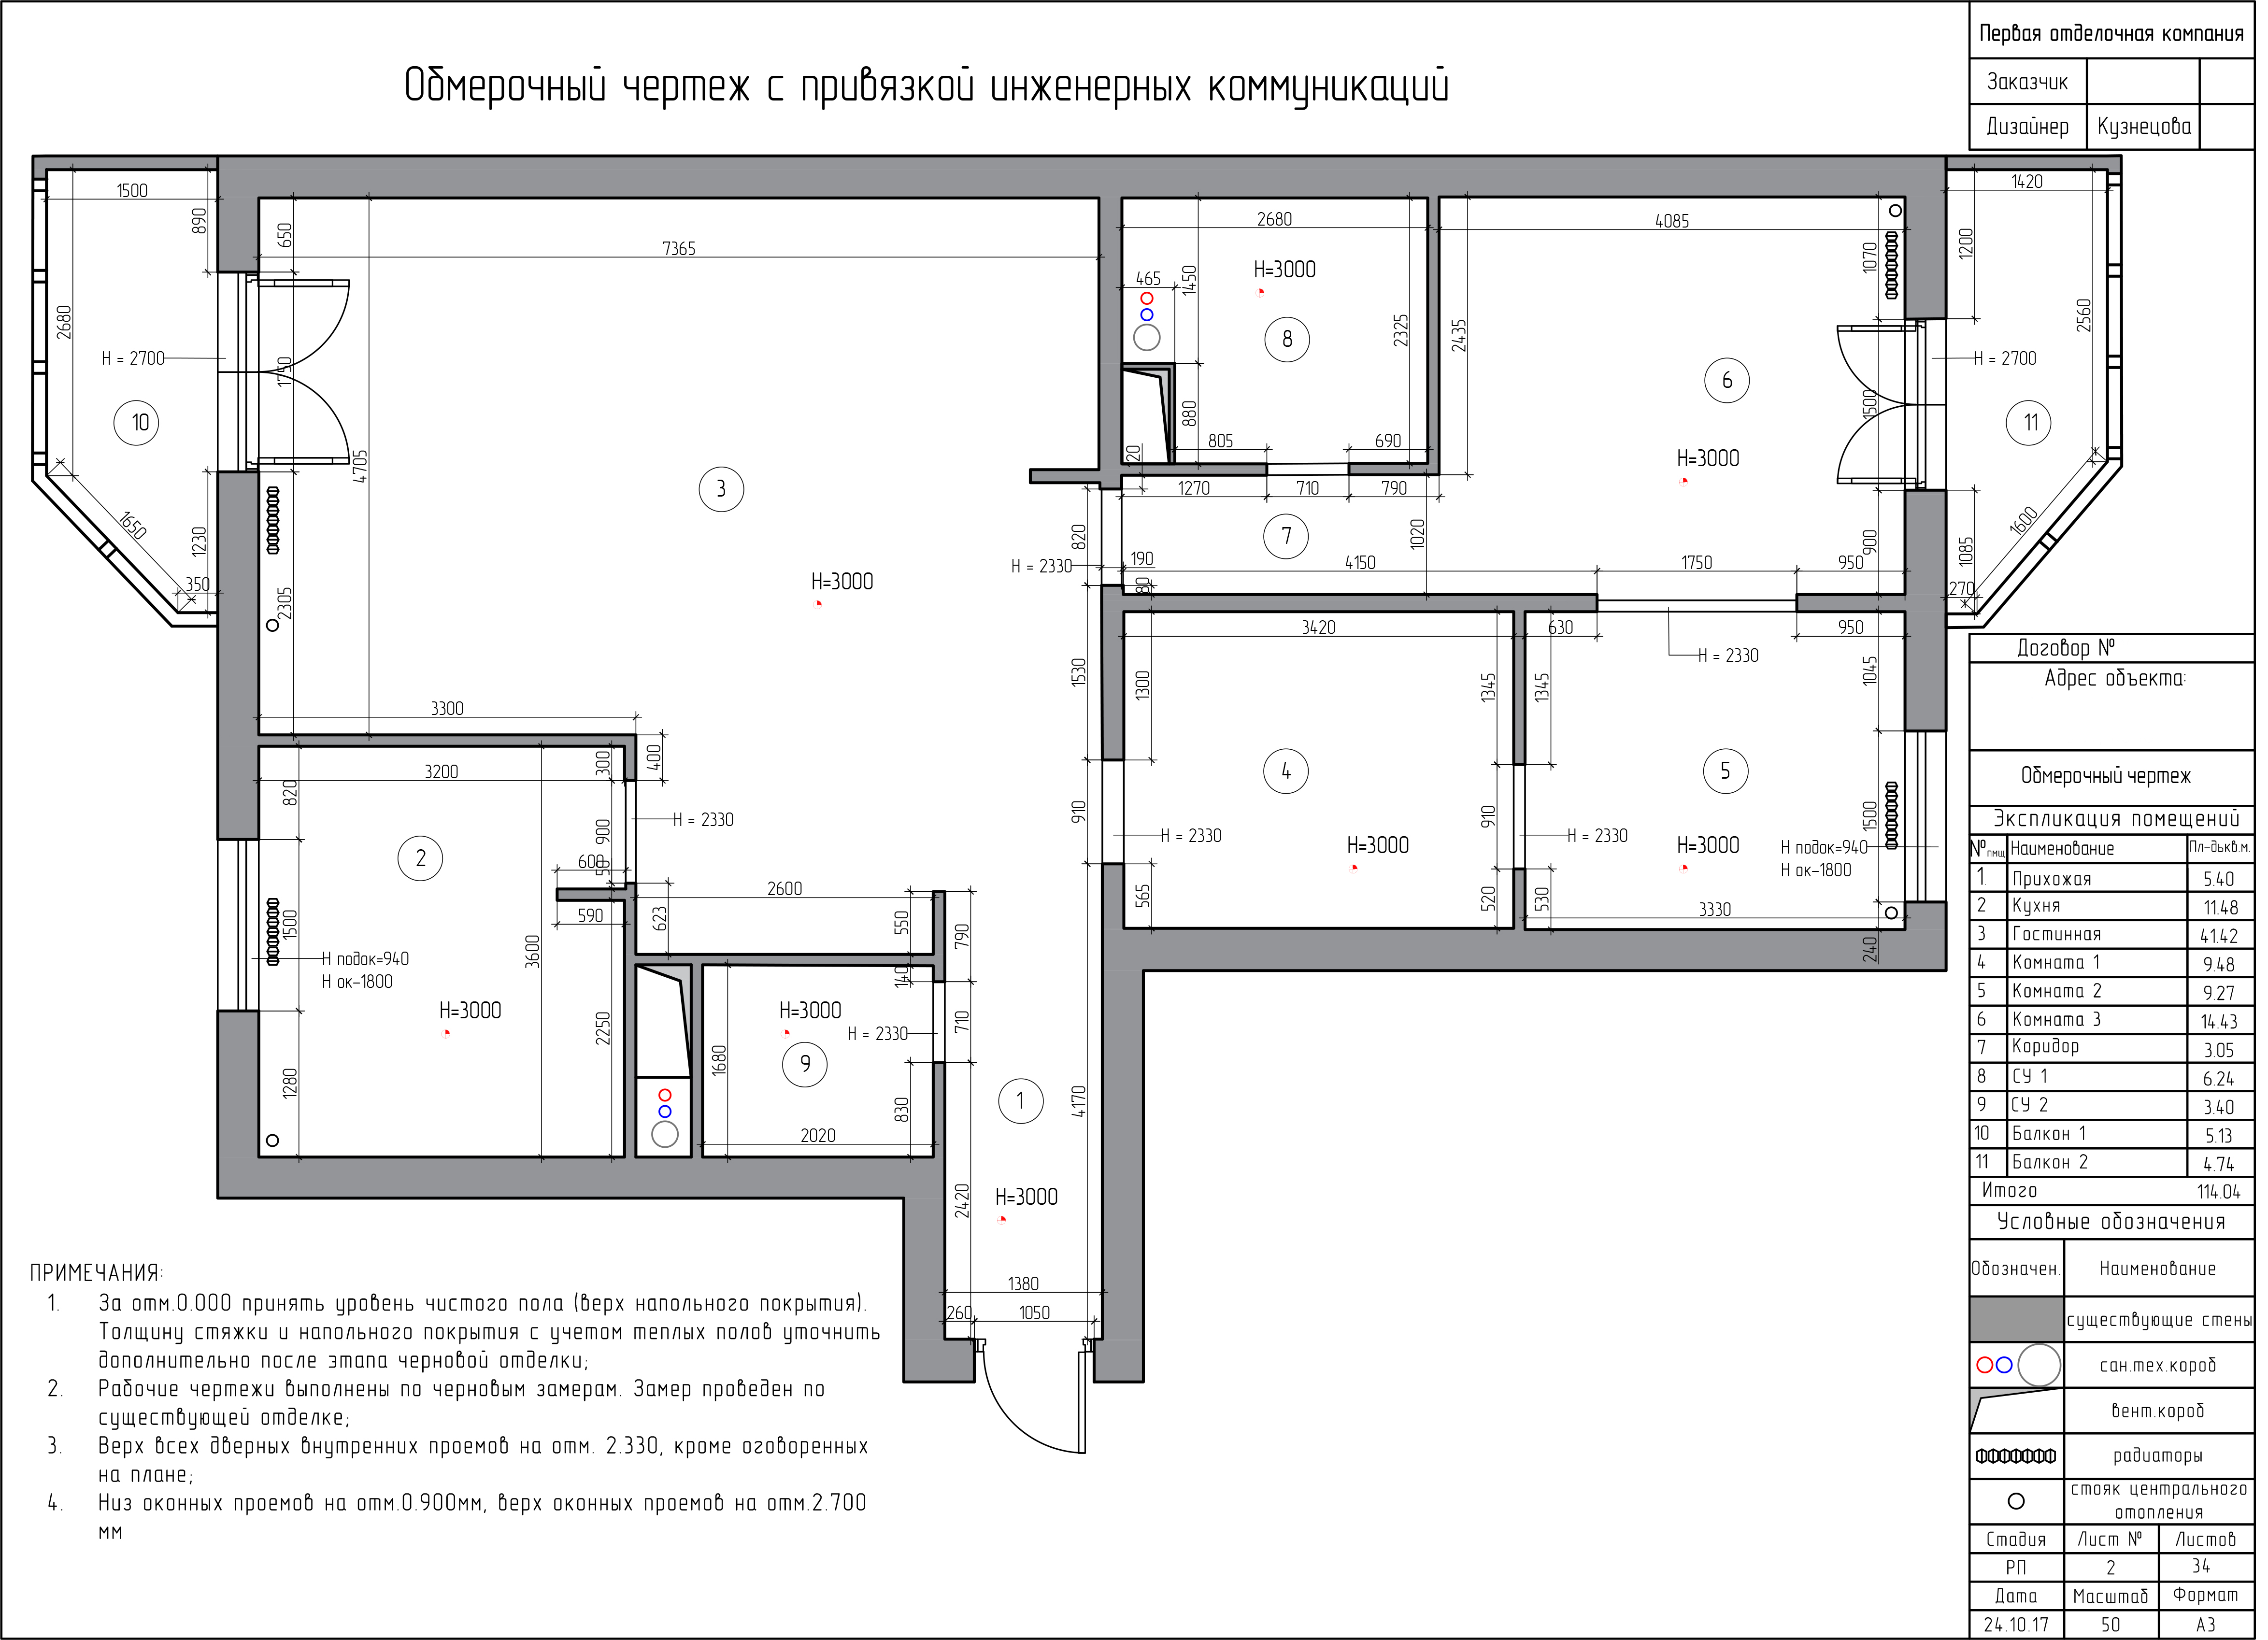 Обмерочный чертеж с привязкой инженерных коммуникаций
Первая отделочная компания
Заказчик
Дизайнер Кузнецова
1500
890
650
7365
2680
H = 2700
1750
4705
10
1650
1230
350
2305
3
H=3000
3300
2680
H=3000
465
1450
8
2325
880
805
690
20
1270
710
790
7
820
H = 2330
190
80
4150
1020
1750
950
2435
4085
1070
6
1500
H=3000
900
1420
1200
2560
H = 2700
11
1600
1085
270
3420
630
950
H = 2330
1530
1300
1345
1345
1045
4
5
910
H = 2330
910
H = 2330
H=3000
H=3000
1500
H подок=940
H ок-1800
565
520
530
3330
240
3200
300
400
820
2
900
H = 2330
600
50
590
2600
623
550
790
1500
3600
H подок=940
H ок-1800
H=3000
2250
1280
140
H=3000
H = 2330
710
9
1680
830
2020
1
4170
H=3000
2420
1380
260
1050
ПРИМЕЧАНИЯ:
1. За отм.0.000 принять уровень чистого пола (верх напольного покрытия).
Толщину стяжки и напольного покрытия с учетом теплых полов уточнить
дополнительно после этапа черновой отделки;
2. Рабочие чертежи выполнены по черновым замерам. Замер проведен по
существующей отделке;
3. Верх всех дверных внутренних проемов на отм. 2.330, кроме оговоренных
на плане;
4. Низ оконных проемов на отм.0.900мм, верх оконных проемов на отм.2.700
мм
Договор №
Адрес объекта:
Обмерочный чертеж
Экспликация помещений
№пмщ Наименование Пл-дькв.м.
1. Прихожая 5.40
2 Кухня 11.48
3 Гостинная 41.42
4 Комната 1 9.48
5 Комната 2 9.27
6 Комната 3 14.43
7 Коридор 3.05
8 СУ 1 6.24
9 СУ 2 3.40
10 Балкон 1 5.13
11 Балкон 2 4.74
Итого 114.04
Условные обозначения
Обозначен. Наименование
существующие стены
сан.тех.короб
вент.короб
радиаторы
стояк центрального
отопления
Стадия Лист № Листов
РП 2 34
Дата Масштаб Формат
24.10.17 50 А3